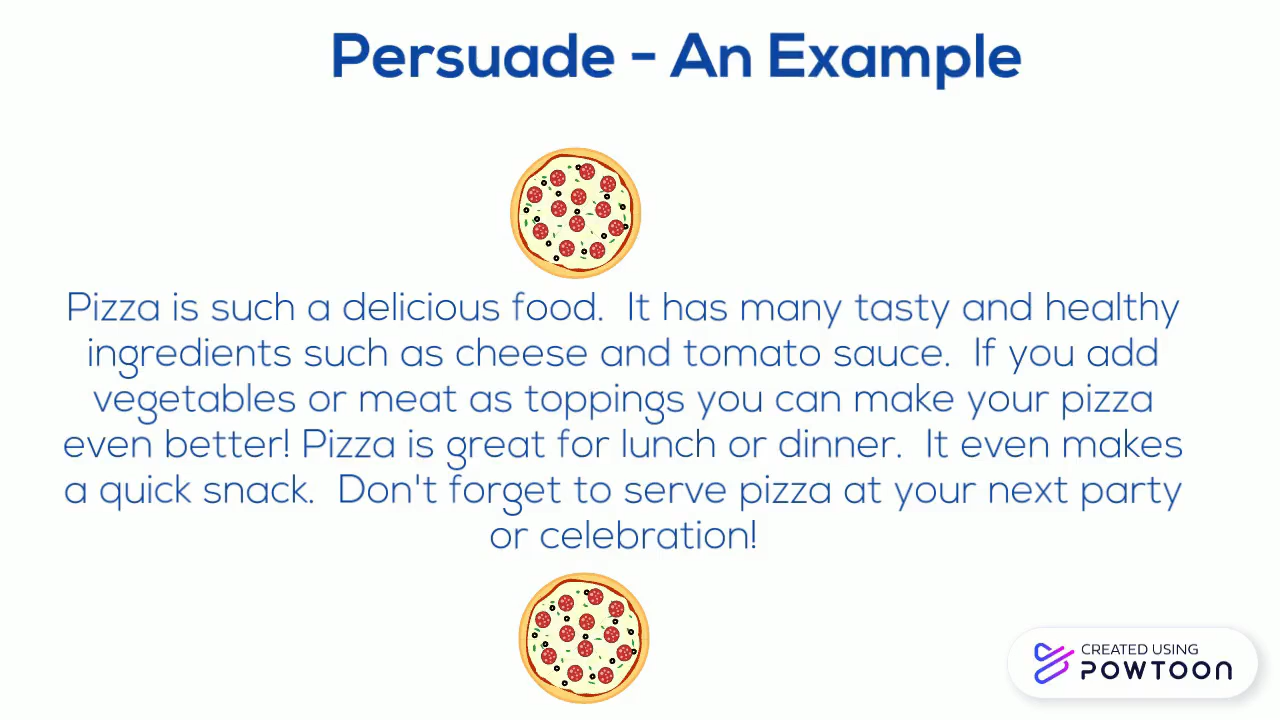 Persuade - An Example
Pizza is such a delicious food.  It has many tasty and healthy
ingredients such as cheese and tomato sauce.  If you add
vegetables or meat as toppings you can make your pizza
even better! Pizza is great for lunch or dinner.  It even makes
a quick snack.  Don't forget to serve pizza at your next party
or celebration!
CREATED USING
POWTOON